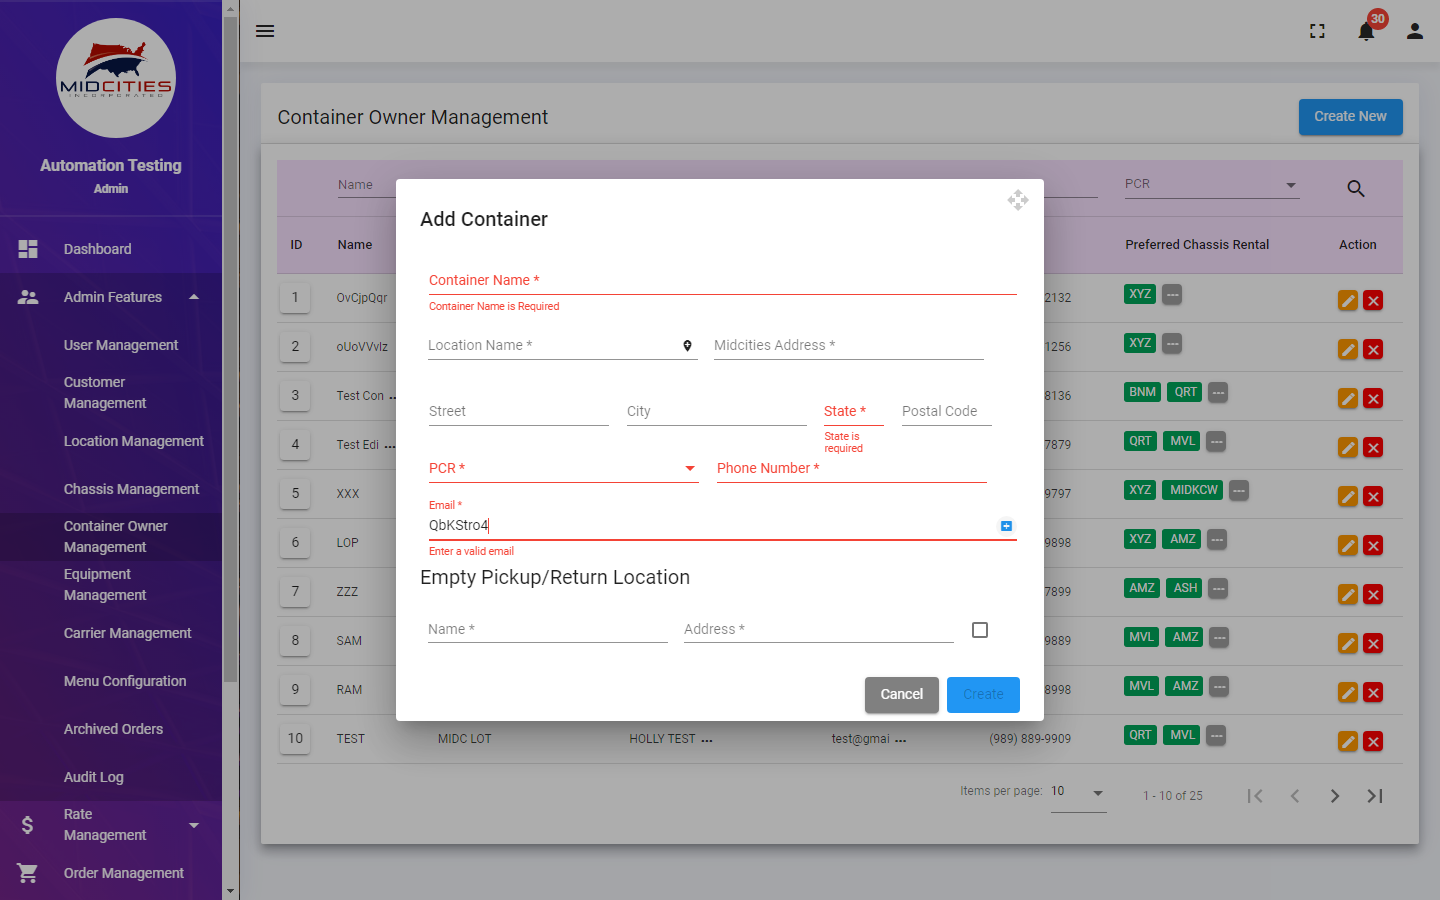 MIDCITIES
INCORPORATED
Automation Testing
Admin
Dashboard
Admin Features
User Management
Customer
Management
Location Management
Chassis Management
Container Owner
Management
Equipment
Management
Carrier Management
Menu Configuration
Archived Orders
Audit Log
Rate
Management
Order Management
30
Container Owner Management
Create New
Name
PCR
ID Name Preferred Chassis Rental Action
1 OvCjpQqr 2132 XYZ ---
2 oUoVVvIz 1256 XYZ ---
3 Test Con ... 8136 BNM QRT ---
4 Test Edi ... 7879 QRT MVL ---
5 XXX 9797 XYZ MIDKCW ---
6 LOP 9898 XYZ AMZ ---
7 ZZZ 7899 AMZ ASH ---
8 SAM 9889 MVL AMZ ---
9 RAM 8998 MVL AMZ ---
10 TEST MIDC LOT HOLLY TEST ... test@gmai ... (989) 889-9909 QRT MVL ---
Items per page: 10 1 - 10 of 25
Add Container
Container Name *
Container Name is Required
Location Name * Midcities Address *
Street City State * Postal Code
State is
required
PCR * Phone Number *
Email *
QbKStro4
Enter a valid email
Empty Pickup/Return Location
Name * Address *
Cancel Create